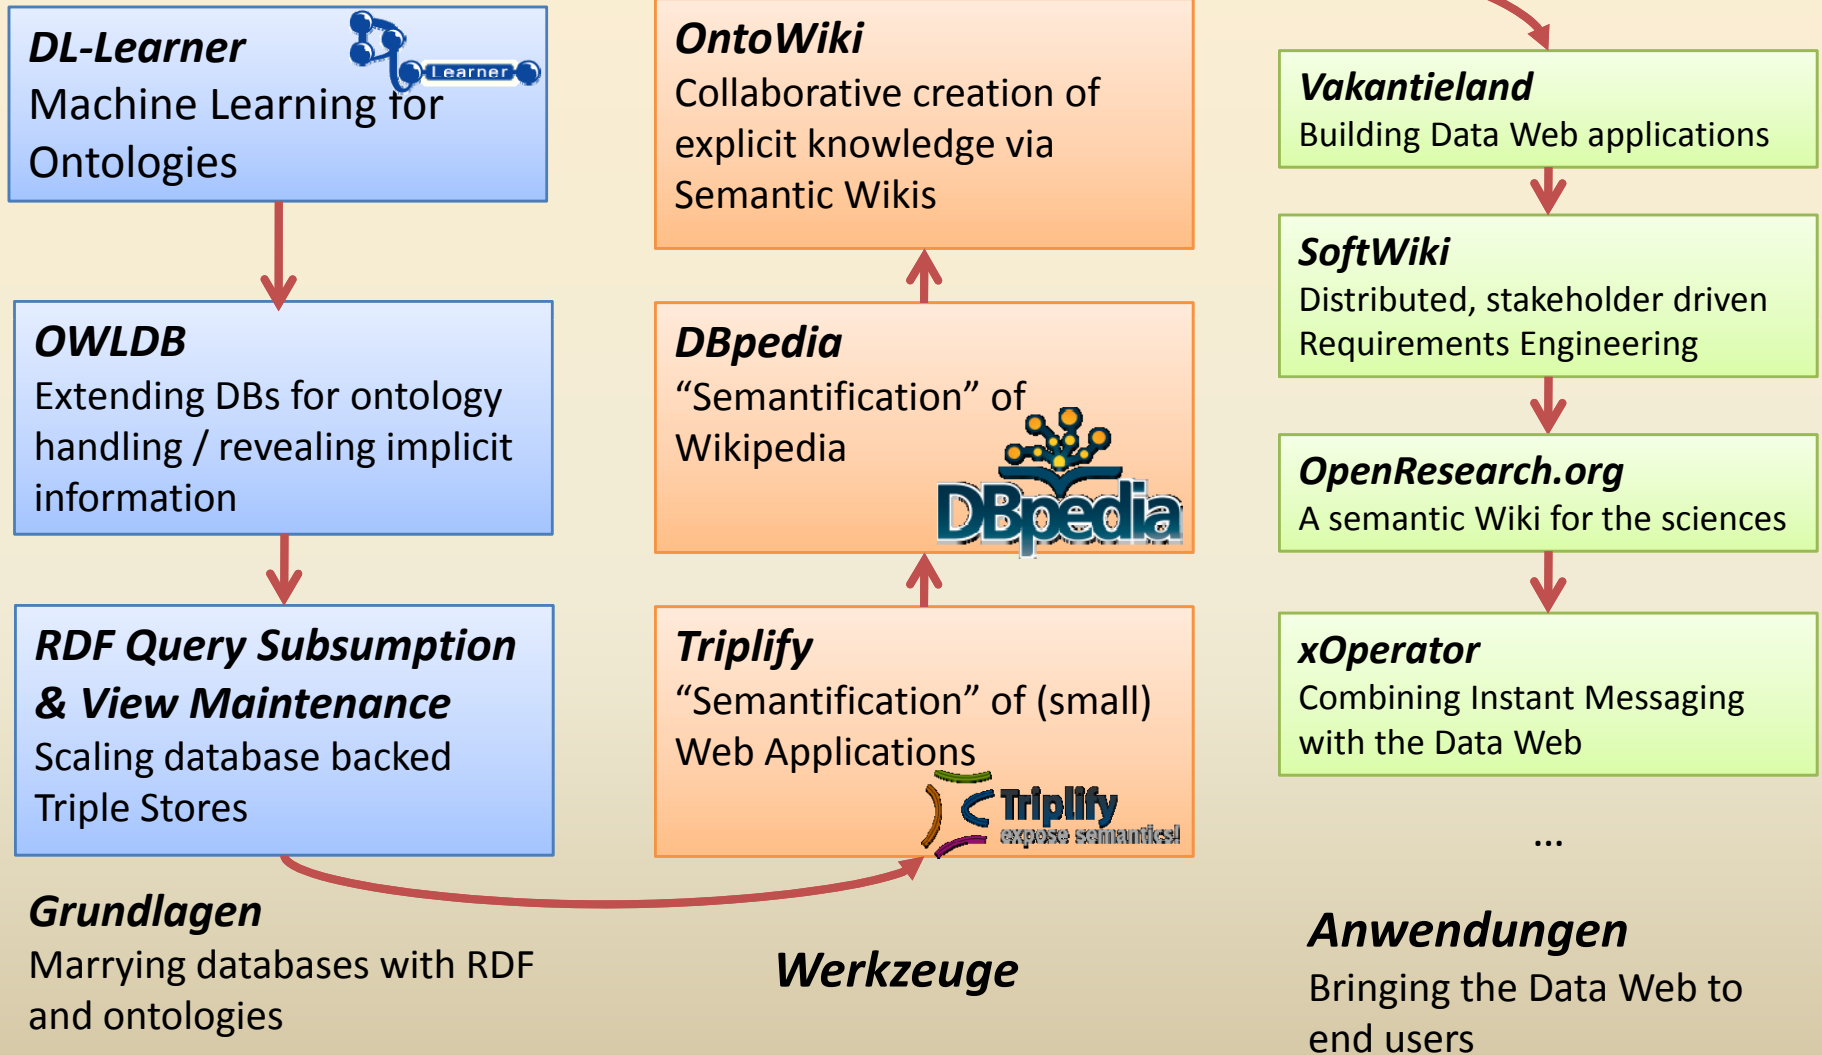 DL-Learner
Learner
Machine Learning for
Ontologies
OWLDB
Extending DBs for ontology
handling / revealing implicit
information
RDF Query Subsumption
& View Maintenance
Scaling database backed
Triple Stores
Grundlagen
Marrying databases with RDF
and ontologies
OntoWiki
Collaborative creation of
explicit knowledge via
Semantic Wikis
DBpedia
“Semantification” of
Wikipedia
DBpedia
Triplify
“Semantification” of (small)
Web Applications
Triplify
expose semantics!
Werkzeuge
Vakantieland
Building Data Web applications
SoftWiki
Distributed, stakeholder driven
Requirements Engineering
OpenResearch.org
A semantic Wiki for the sciences
xOperator
Combining Instant Messaging
with the Data Web
...
Anwendungen
Bringing the Data Web to
end users